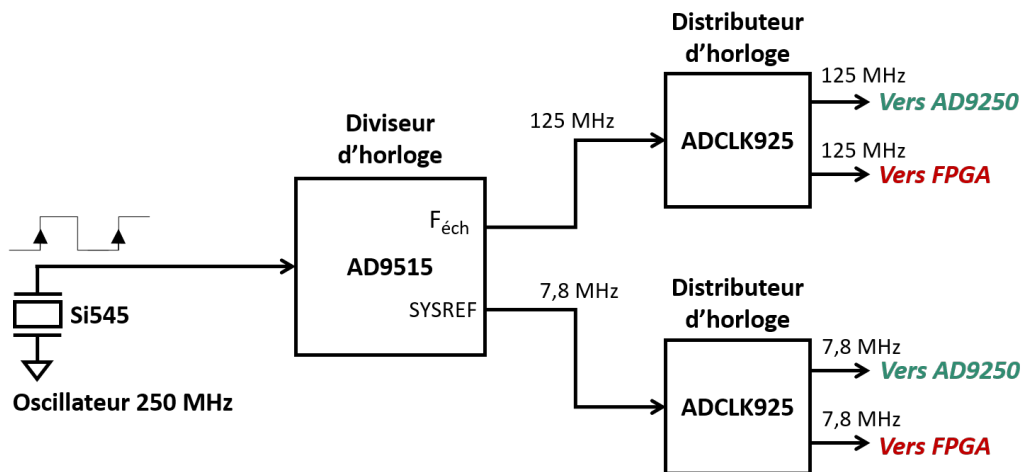 Distributeur
d’horloge
125 MHz
Vers AD9250
ADCLK925
125 MHz
Vers FPGA
125 MHz
Diviseur
d’horloge
Féch
AD9515
SYSREF
Si545
Oscillateur 250 MHz
7,8 MHz
Distributeur
d’horloge
7,8 MHz
Vers AD9250
ADCLK925
7,8 MHz
Vers FPGA